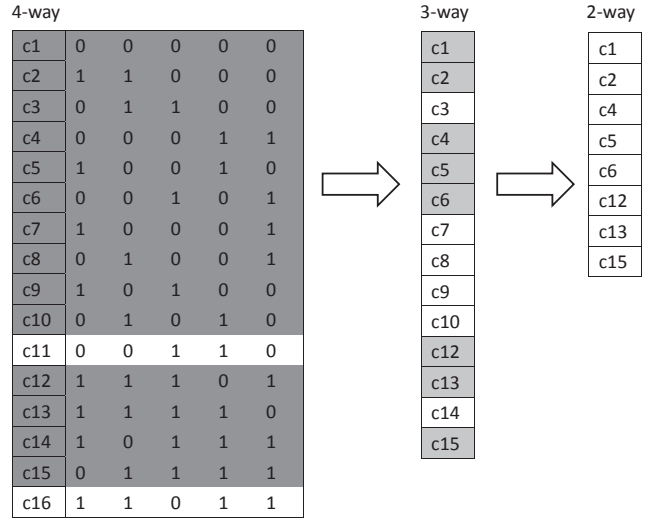 4-way 3-way 2-way
c1 0 0 0 0 0 c1 c1
c2 1 1 0 0 0 c2 c2
c3 0 1 1 0 0 c3 c4
c4 0 0 0 1 1 c4 c5
c5 1 0 0 1 0 c5 c6
c6 0 0 1 0 1 c6 c12
c7 1 0 0 0 1 c7 c13
c8 0 1 0 0 1 c8 c15
c9 1 0 1 0 0 c9
c10 0 1 0 1 0 c10
c11 0 0 1 1 0 c12
c12 1 1 1 0 1 c13
c13 1 1 1 1 0 c14
c14 1 0 1 1 1 c15
c15 0 1 1 1 1
c16 1 1 0 1 1